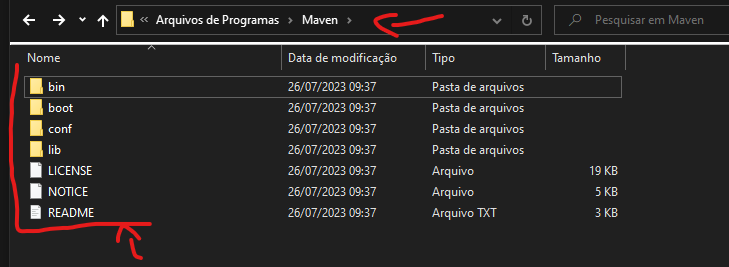 Arquivos de Programas Maven Pesquisar em Maven
Nome Data de modificação Tipo Tamanho
bin 26/07/2023 09:37 Pasta de arquivos
boot 26/07/2023 09:37 Pasta de arquivos
conf 26/07/2023 09:37 Pasta de arquivos
lib 26/07/2023 09:37 Pasta de arquivos
LICENSE 26/07/2023 09:37 Arquivo 19 KB
NOTICE 26/07/2023 09:37 Arquivo 5 KB
README 26/07/2023 09:37 Arquivo TXT 3 KB